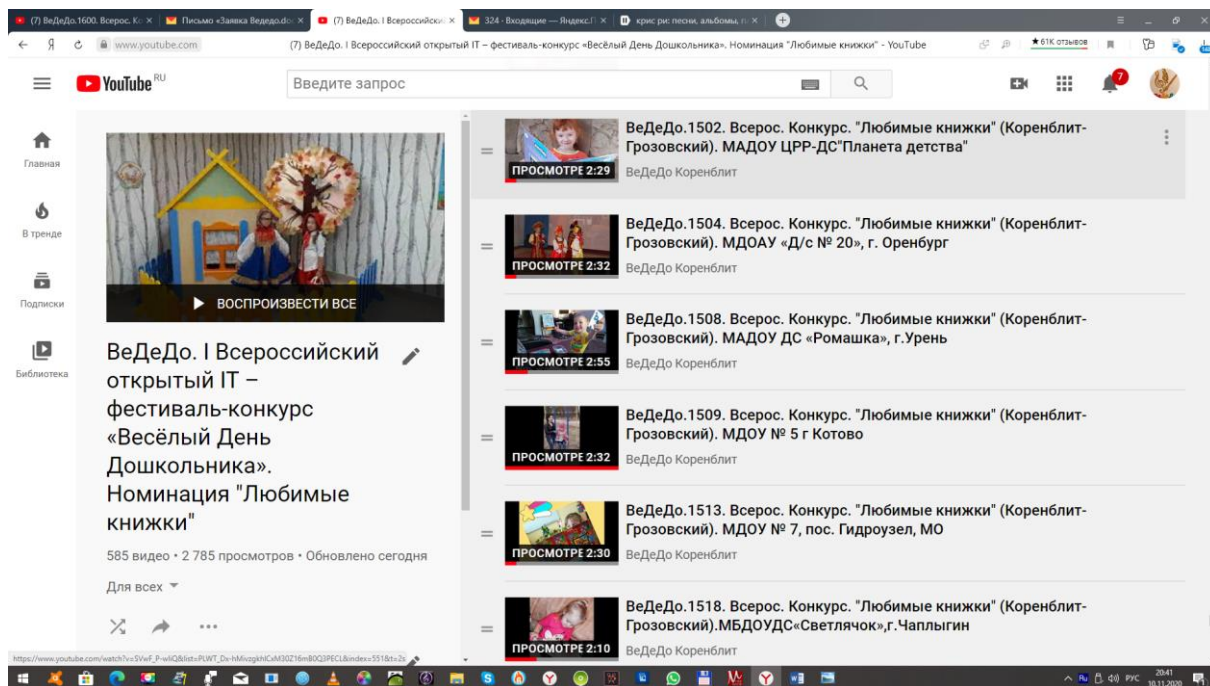 (7) ВеДеДо.1600. Всерос. Ко
Письмо «Заявка Ведедо.do
(7) ВеДеДо. I Всероссийски
324 - Входящие — Яндекс.П
крис ри: песни, альбомы, п
www.youtube.com
(7) ВеДеДо. I Всероссийский открытый IT – фестиваль-конкурс «Весёлый День Дошкольника». Номинация "Любимые книжки" - YouTube
★ 61К отзывов
YouTube RU
Введите запрос
7
Главная
В тренде
Подписки
Библиотека
ВОСПРОИЗВЕСТИ ВСЕ
ВеДеДо. I Всероссийский
открытый IT –
фестиваль-конкурс
«Весёлый День
Дошкольника».
Номинация "Любимые
книжки"
585 видео • 2 785 просмотров • Обновлено сегодня
Для всех
ПРОСМОТРЕ 2:29
ВеДеДо.1502. Всерос. Конкурс. "Любимые книжки" (Коренблит-
Грозовский). МАДОУ ЦРР-ДС"Планета детства"
ВеДеДо Коренблит
ПРОСМОТРЕ 2:32
ВеДеДо.1504. Всерос. Конкурс. "Любимые книжки" (Коренблит-
Грозовский). МДОАУ «Д/с № 20», г. Оренбург
ВеДеДо Коренблит
ПРОСМОТРЕ 2:55
ВеДеДо.1508. Всерос. Конкурс. "Любимые книжки" (Коренблит-
Грозовский). МАДОУ ДС «Ромашка», г.Урень
ВеДеДо Коренблит
ПРОСМОТРЕ 2:32
ВеДеДо.1509. Всерос. Конкурс. "Любимые книжки" (Коренблит-
Грозовский). МДОУ № 5 г Котово
ВеДеДо Коренблит
ПРОСМОТРЕ 2:30
ВеДеДо.1513. Всерос. Конкурс. "Любимые книжки" (Коренблит-
Грозовский). МДОУ № 7, пос. Гидроузел, МО
ВеДеДо Коренблит
ПРОСМОТРЕ 2:10
ВеДеДо.1518. Всерос. Конкурс. "Любимые книжки" (Коренблит-
Грозовский).МБДОУДС«Светлячок»,г.Чаплыгин
ВеДеДо Коренблит
Ru
РУС
20:41
10.11.2020